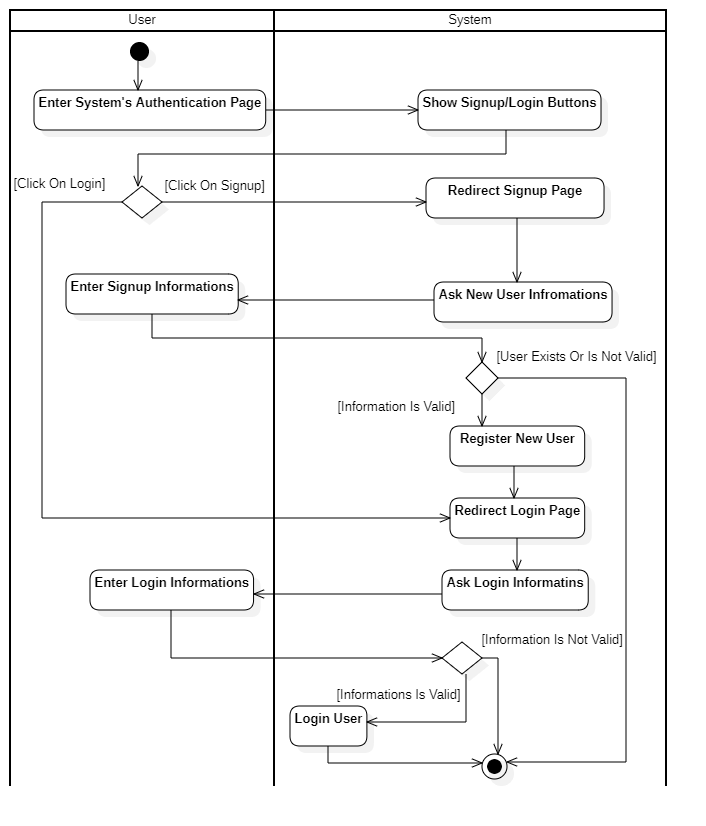 User
System
Enter System's Authentication Page
Show Signup/Login Buttons
[Click On Login]
[Click On Signup]
Redirect Signup Page
Enter Signup Informations
Ask New User Infromations
[User Exists Or Is Not Valid]
[Information Is Valid]
Register New User
Redirect Login Page
Enter Login Informations
Ask Login Informatins
[Information Is Not Valid]
[Informations Is Valid]
Login User